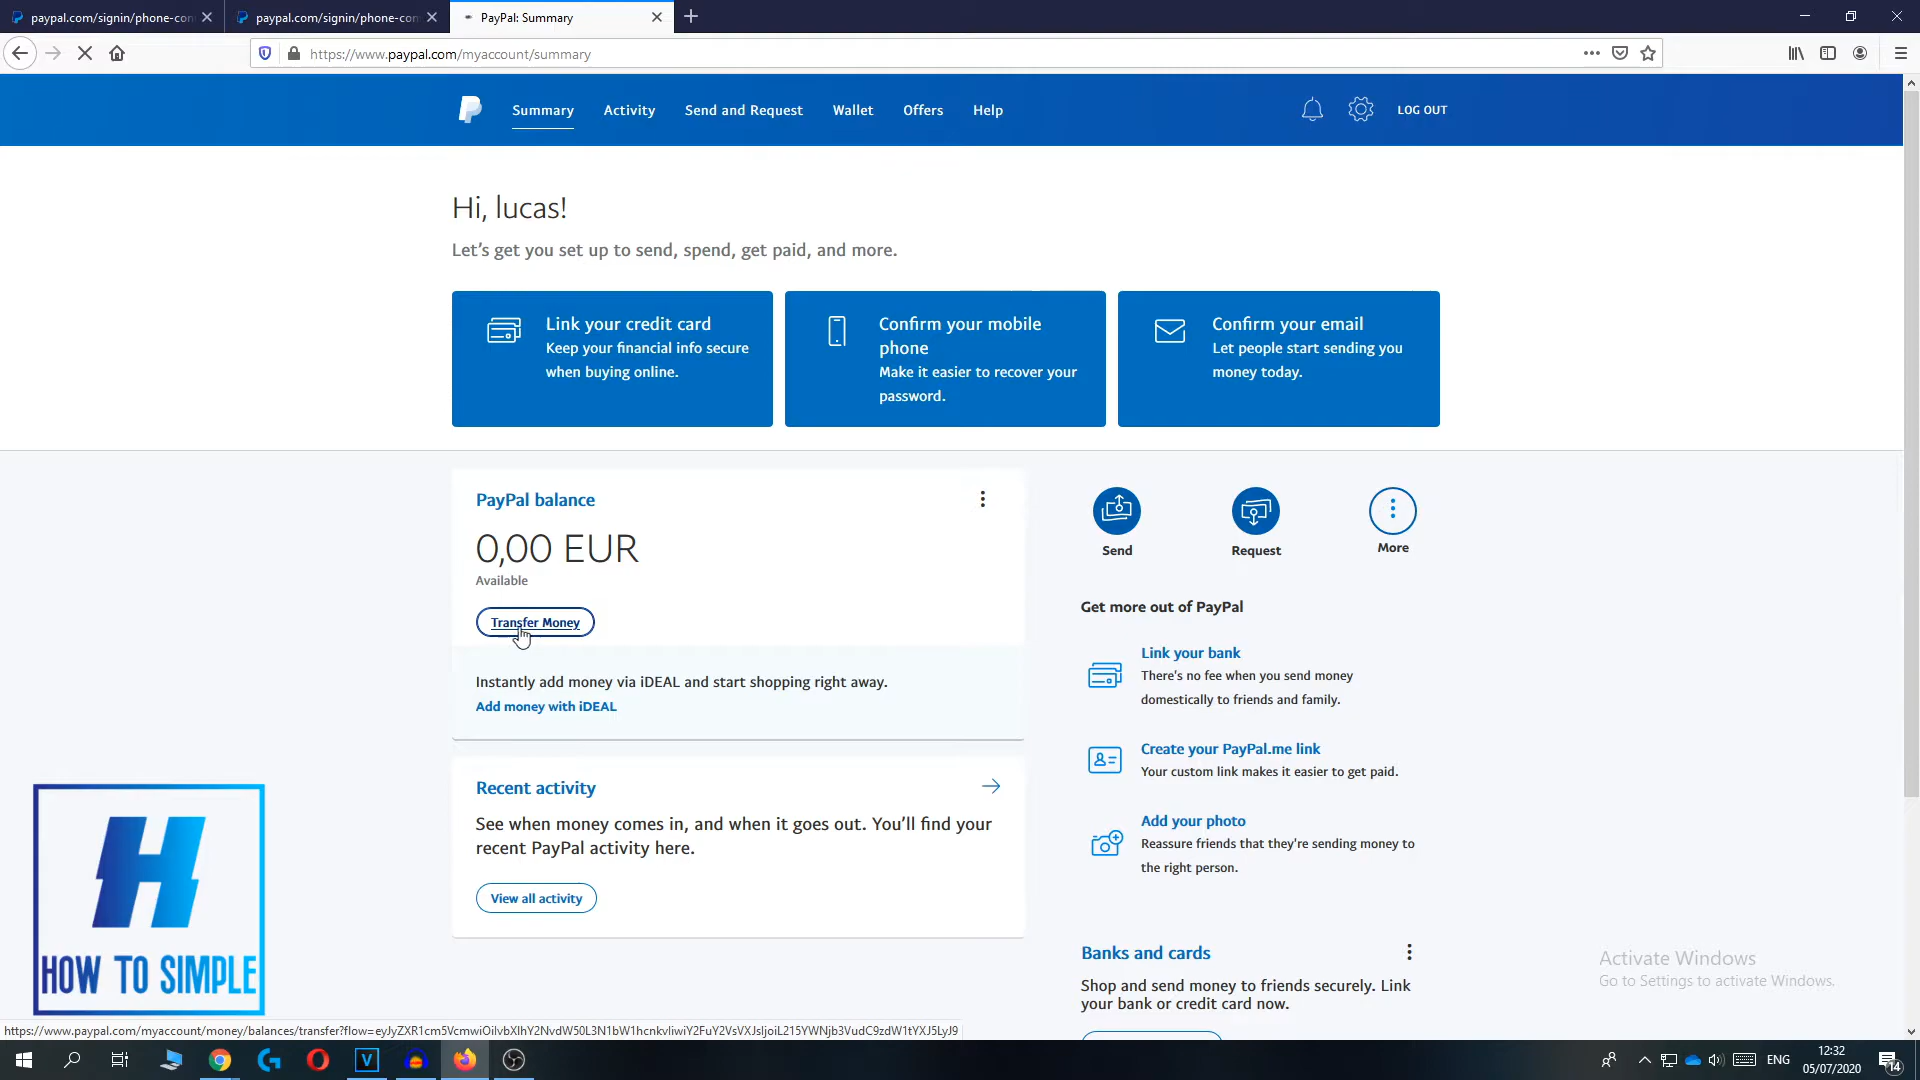 paypal.com/signin/phone-con
paypal.com/signin/phone-con
PayPal: Summary
https://www.paypal.com/myaccount/summary
Summary
Activity
Send and Request
Wallet
Offers
Help
LOG OUT
Hi, lucas!
Let's get you set up to send, spend, get paid, and more.
Link your credit card
Keep your financial info secure
when buying online.
Confirm your mobile
phone
Make it easier to recover your
password.
Confirm your email
Let people start sending you
money today.
PayPal balance
0,00 EUR
Available
Transfer Money
Instantly add money via iDEAL and start shopping right away.
Add money with iDEAL
Recent activity
See when money comes in, and when it goes out. You'll find your
recent PayPal activity here.
View all activity
Send
Request
More
Get more out of PayPal
Link your bank
There's no fee when you send money
domestically to friends and family.
Create your PayPal.me link
Your custom link makes it easier to get paid.
Add your photo
Reassure friends that they're sending money to
the right person.
Banks and cards
Shop and send money to friends securely. Link
your bank or credit card now.
Activate Windows
Go to Settings to activate Windows.
H
HOW TO SIMPLE
ENG
12:32
05/07/2020
14